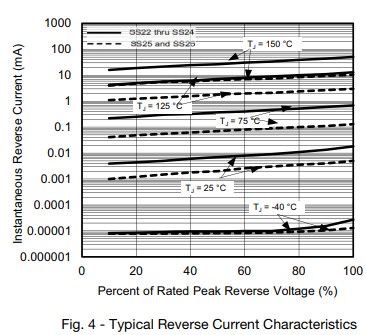 1000
100
10
1
0.1
0.01
0.001
0.0001
0.00001
0.000001
Instantaneous Reverse Current (mA)
SS22 thru SS24
SS25 and SS26
TJ = 150 °C
TJ = 125 °C
TJ = 75 °C
TJ = 25 °C
TJ = -40 °C
0 20 40 60 80 100
Percent of Rated Peak Reverse Voltage (%)
Fig. 4 - Typical Reverse Current Characteristics